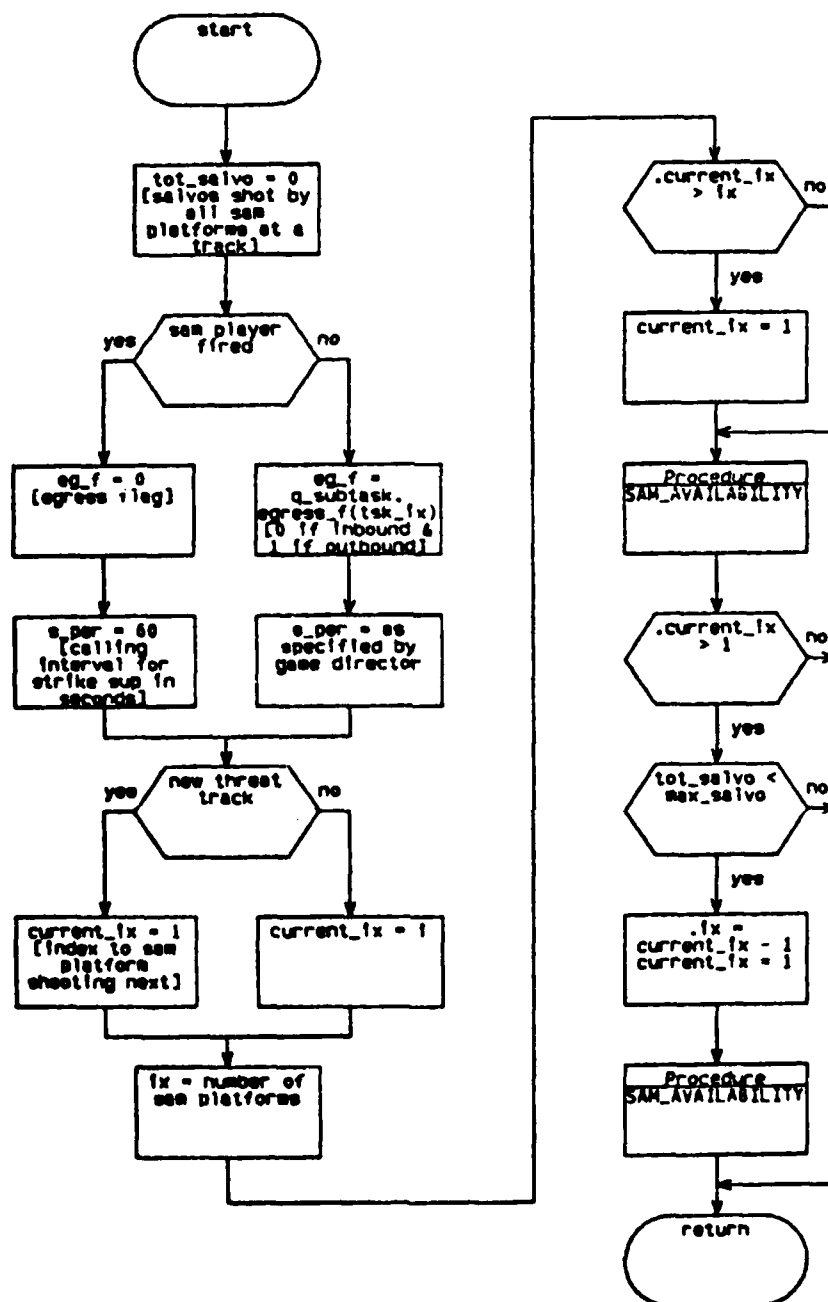 start
tot_salvo = 0
[salvos shot by
all sam
platforms at a
track]
yes
sam player
fired
no
eg_f = 0
[egress flag]
eg_f =
q_subtask.
egress_f(tsk_ix)
[0 if inbound &
1 if outbound]
s_per = 60
[calling
interval for
strike sup in
seconds]
s_per = as
specified by
game director
yes
new threat
track
no
current_ix = 1
[index to sam
platform
shooting next]
current_ix = i
ix = number of
sam platforms
.current_ix
> ix
no
yes
current_ix = 1
Procedure
SAM_AVAILABILITY
.current_ix
> 1
no
yes
tot_salvo <
max_salvo
no
yes
.ix =
current_ix - 1
current_ix = 1
Procedure
SAM_AVAILABILITY
return